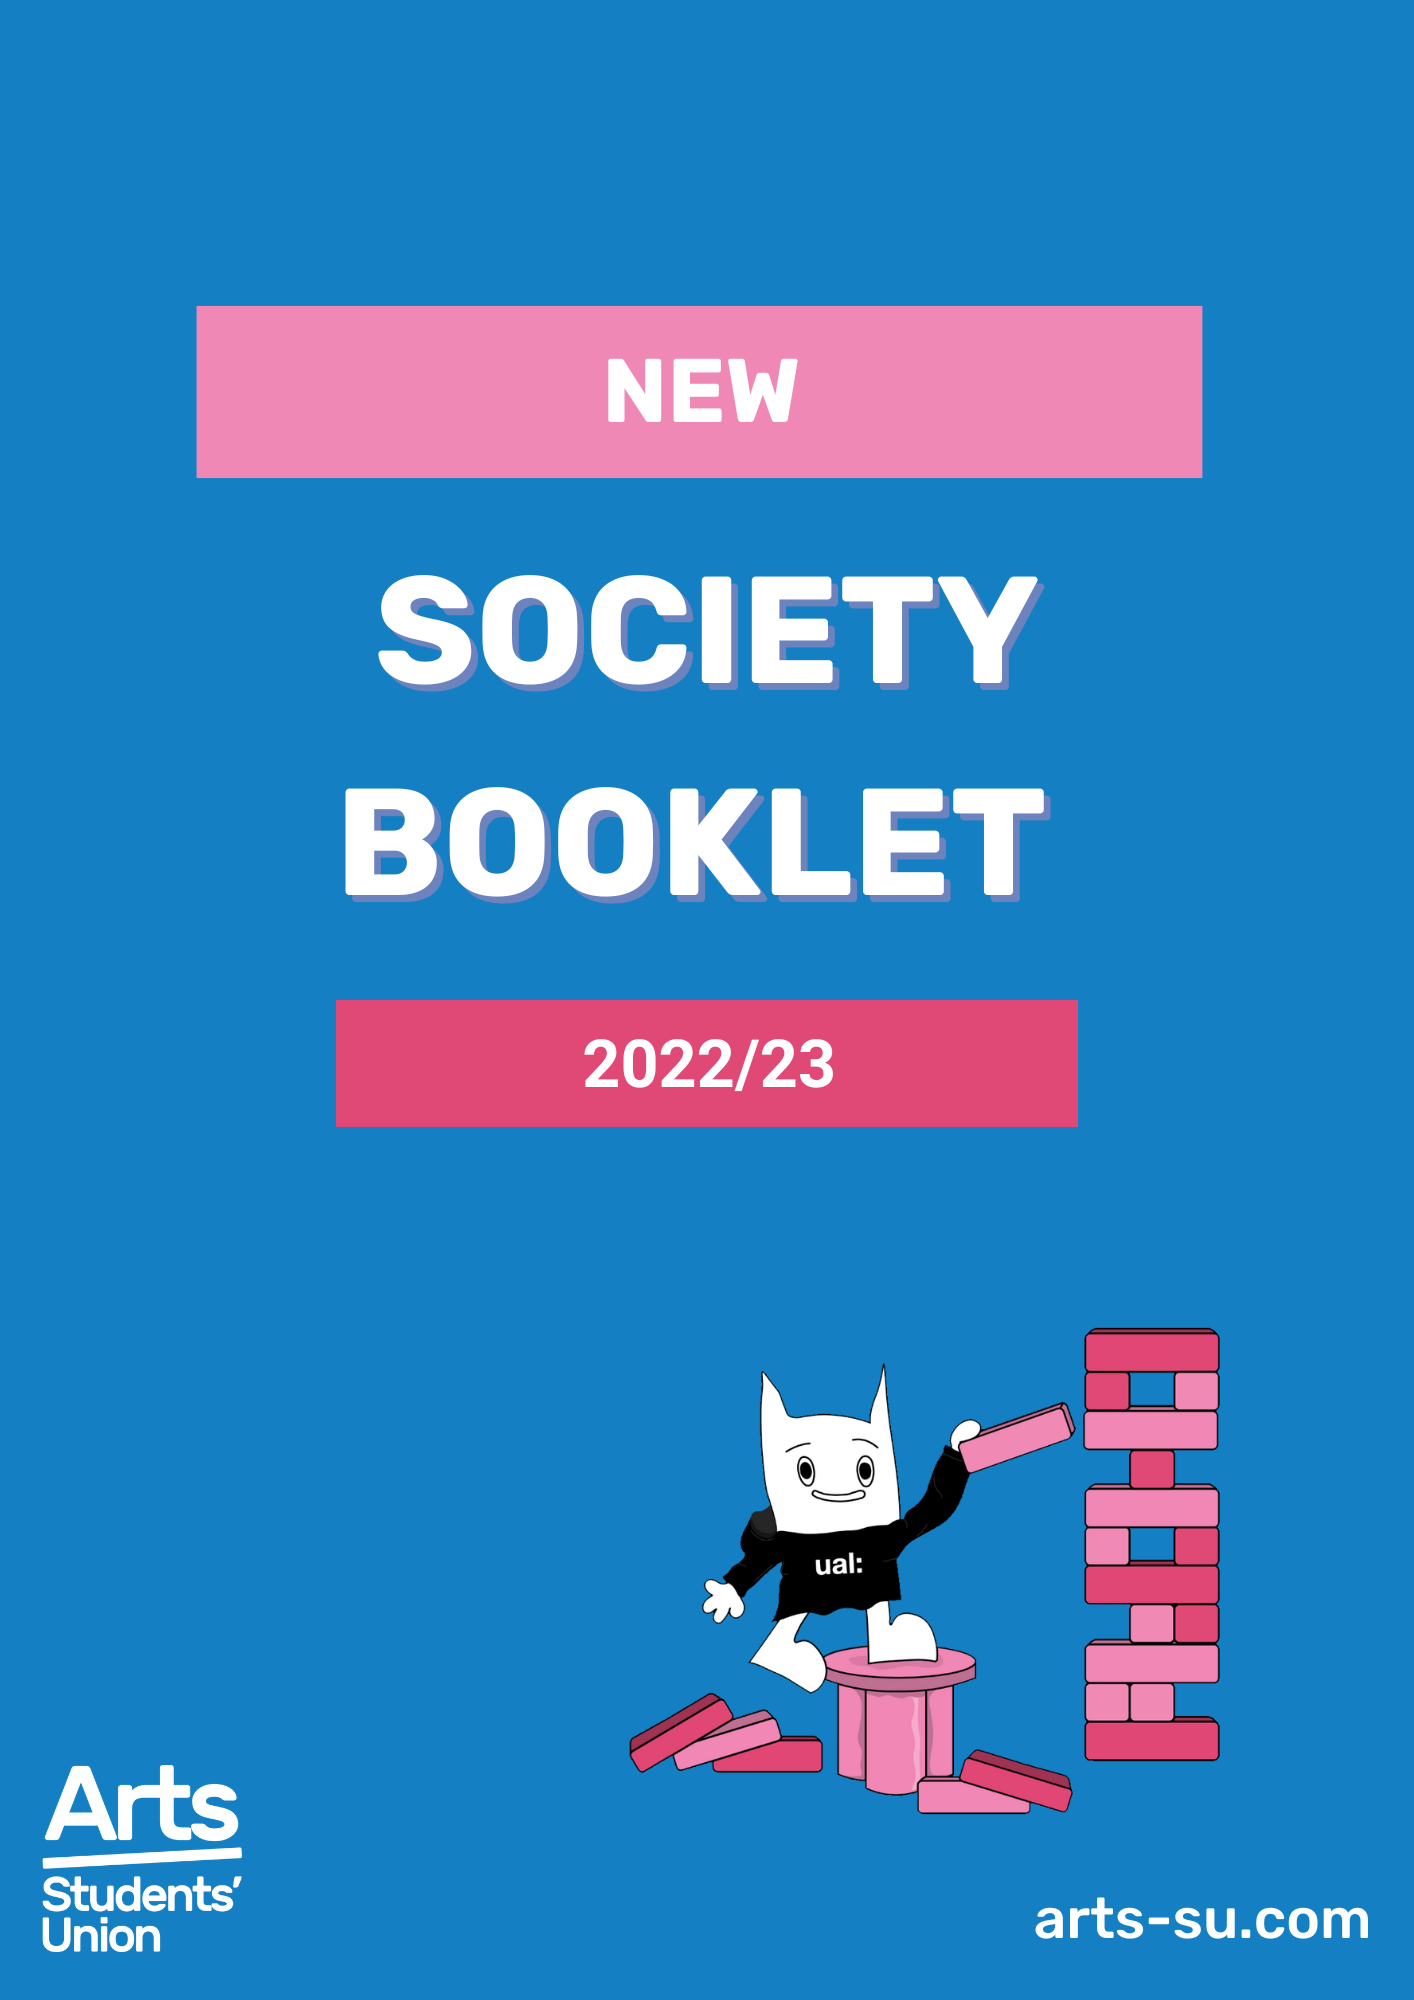 NEW
SOCIETY
BOOKLET
2022/23
ual:
Arts
Students'
Union
arts-su.com